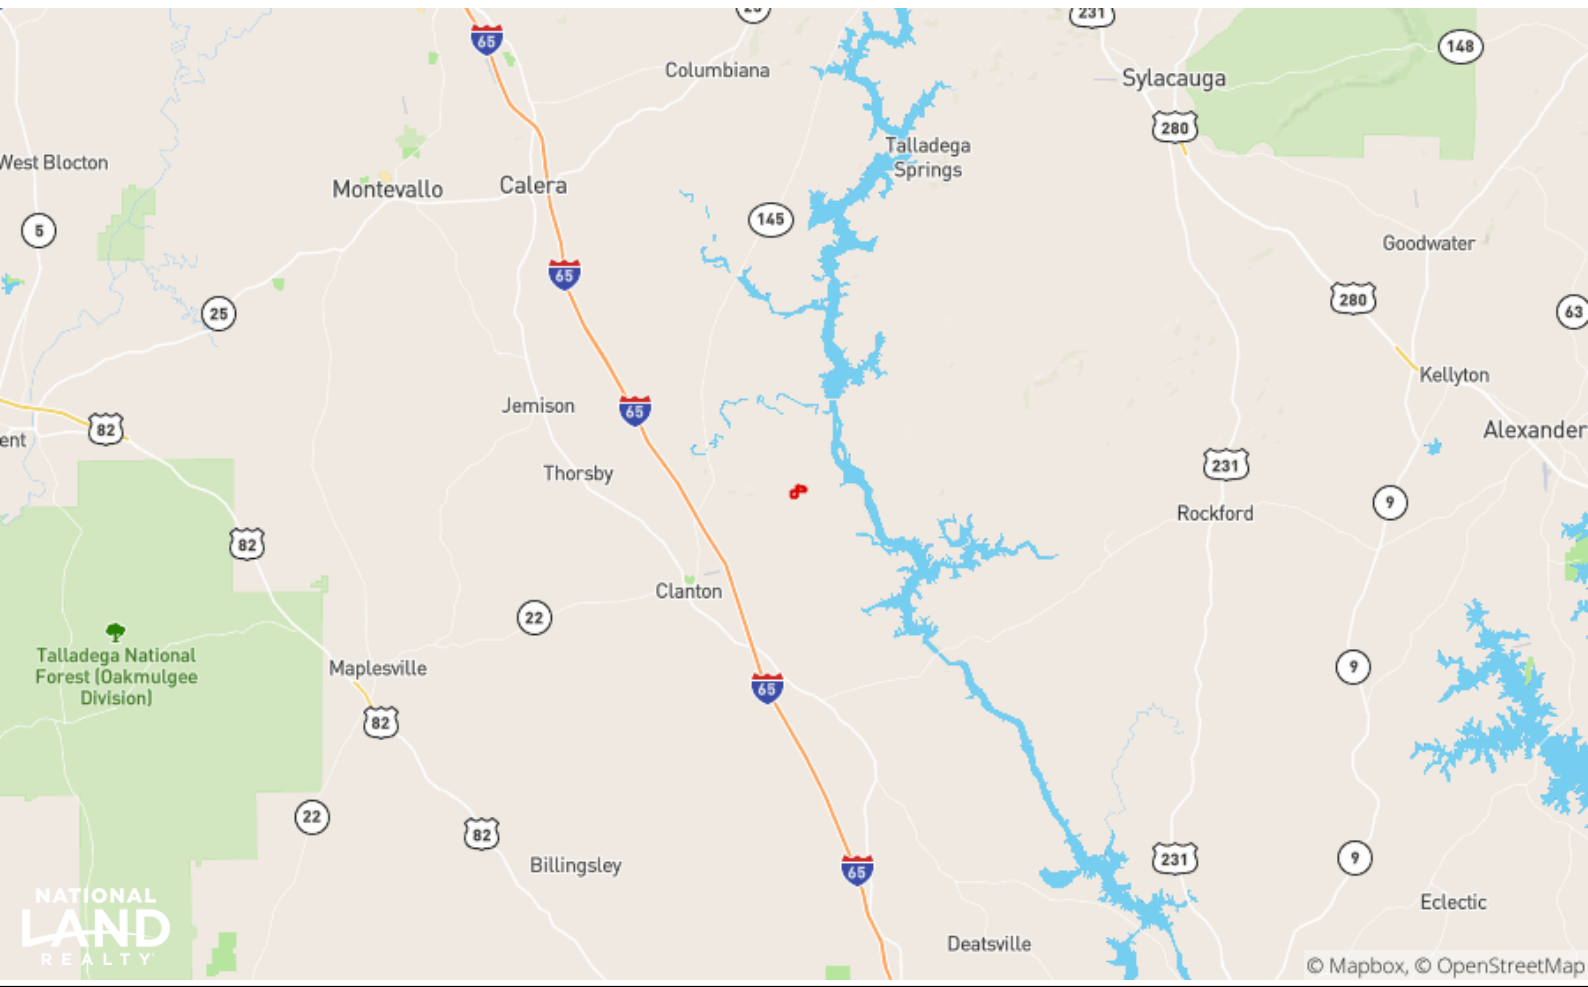 25
231
65
148
Columbiana
Sylacauga
280
Talladega
Springs
West Blocton
Montevallo
Calera
145
5
Goodwater
65
280
25
63
Jemison
65
Kellyton
82
ent
Alexander
Thorsby
231
9
Rockford
82
Clanton
22
Talladega National
Forest (Oakmulgee
Division)
Maplesville
9
65
82
22
82
Billingsley
65
231
9
Eclectic
NATIONAL
LAND
REALTY
Deatsville
© Mapbox, © OpenStreetMap